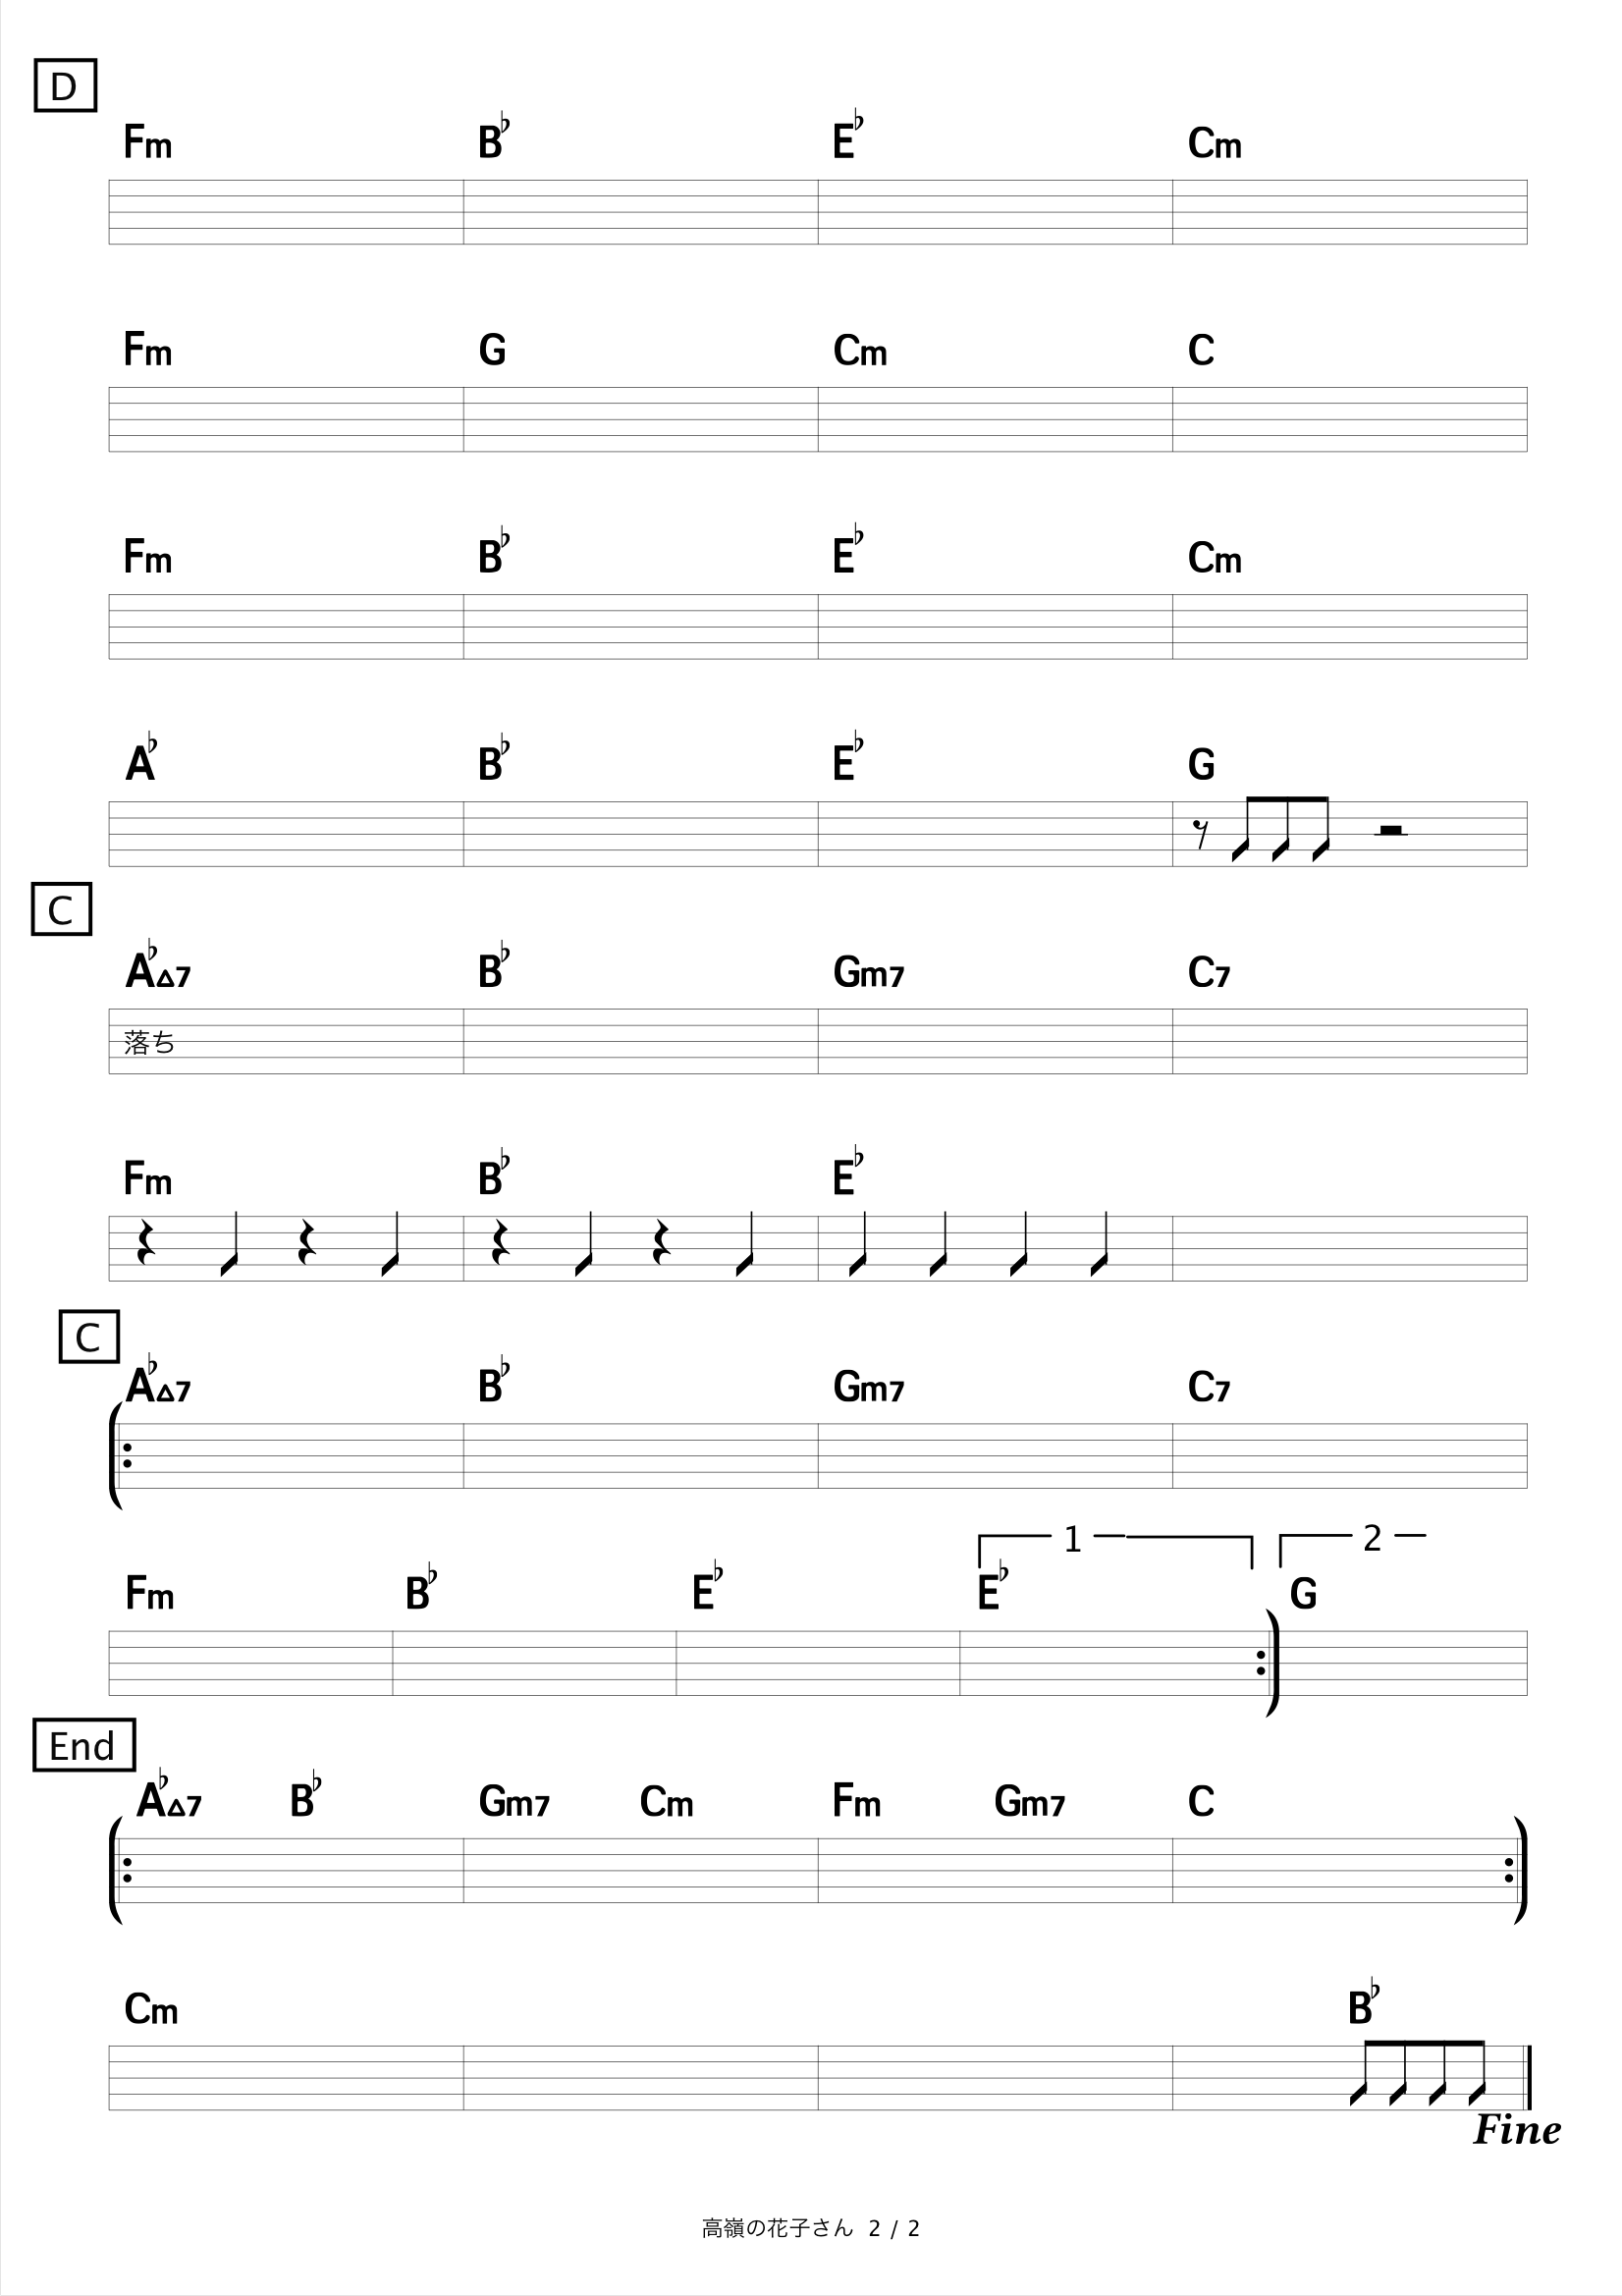 D
Fm B♭ E♭ Cm
Fm G Cm C
Fm B♭ E♭ Cm
A♭ B♭ E♭ G
C
A♭△7 B♭ Gm7 C7
落ち
Fm B♭ E♭
C
A♭△7 B♭ Gm7 C7
1 2
Fm B♭ E♭ E♭ G
End
A♭△7 B♭ Gm7 Cm Fm Gm7 C
Cm B♭
Fine
高嶺の花子さん 2 / 2